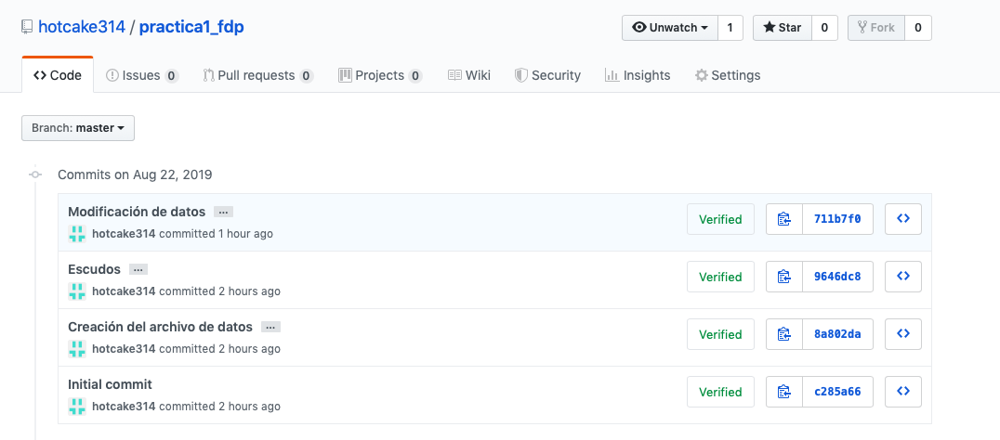 hotcake314 / practica1_fdp Unwatch 1 Star 0 Fork 0
Code Issues 0 Pull requests 0 Projects 0 Wiki Security Insights Settings
Branch: master
Commits on Aug 22, 2019
Modificación de datos ...
hotcake314 committed 1 hour ago Verified 711b7f0
Escudos ...
hotcake314 committed 2 hours ago Verified 9646dc8
Creación del archivo de datos ...
hotcake314 committed 2 hours ago Verified 8a802da
Initial commit
hotcake314 committed 2 hours ago Verified c285a66